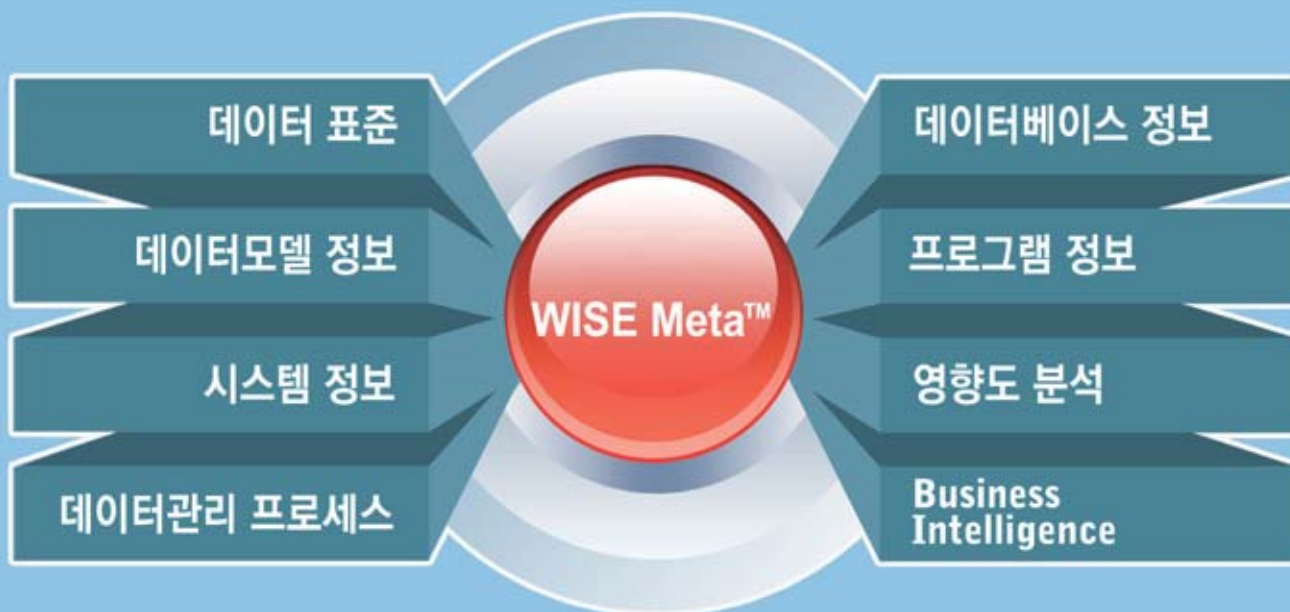 데이터 표준
데이터모델 정보
시스템 정보
데이터관리 프로세스
WISE Meta™
데이터베이스 정보
프로그램 정보
영향도 분석
Business
Intelligence